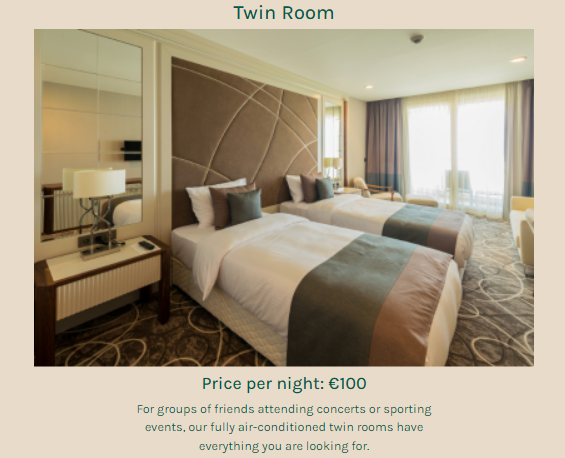 Twin Room
Price per night: €100
For groups of friends attending concerts or sporting
events, our fully air-conditioned twin rooms have
everything you are looking for.